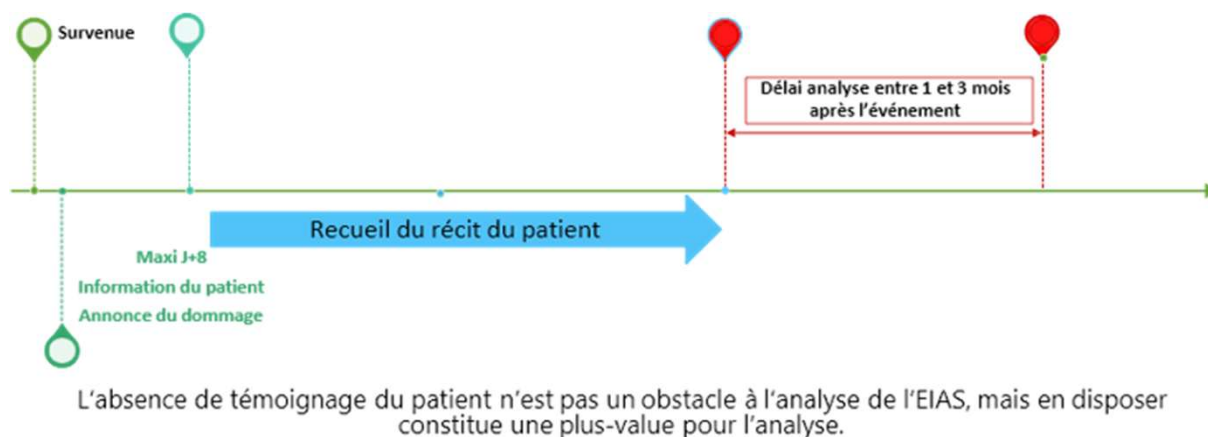 Survenue
Délai analyse entre 1 et 3 mois
après l'événement
Recueil du récit du patient
Maxi J+8
Information du patient
Annonce du dommage
L'absence de témoignage du patient n'est pas un obstacle à l'analyse de l'EIAS, mais en disposer
constitue une plus-value pour l'analyse.